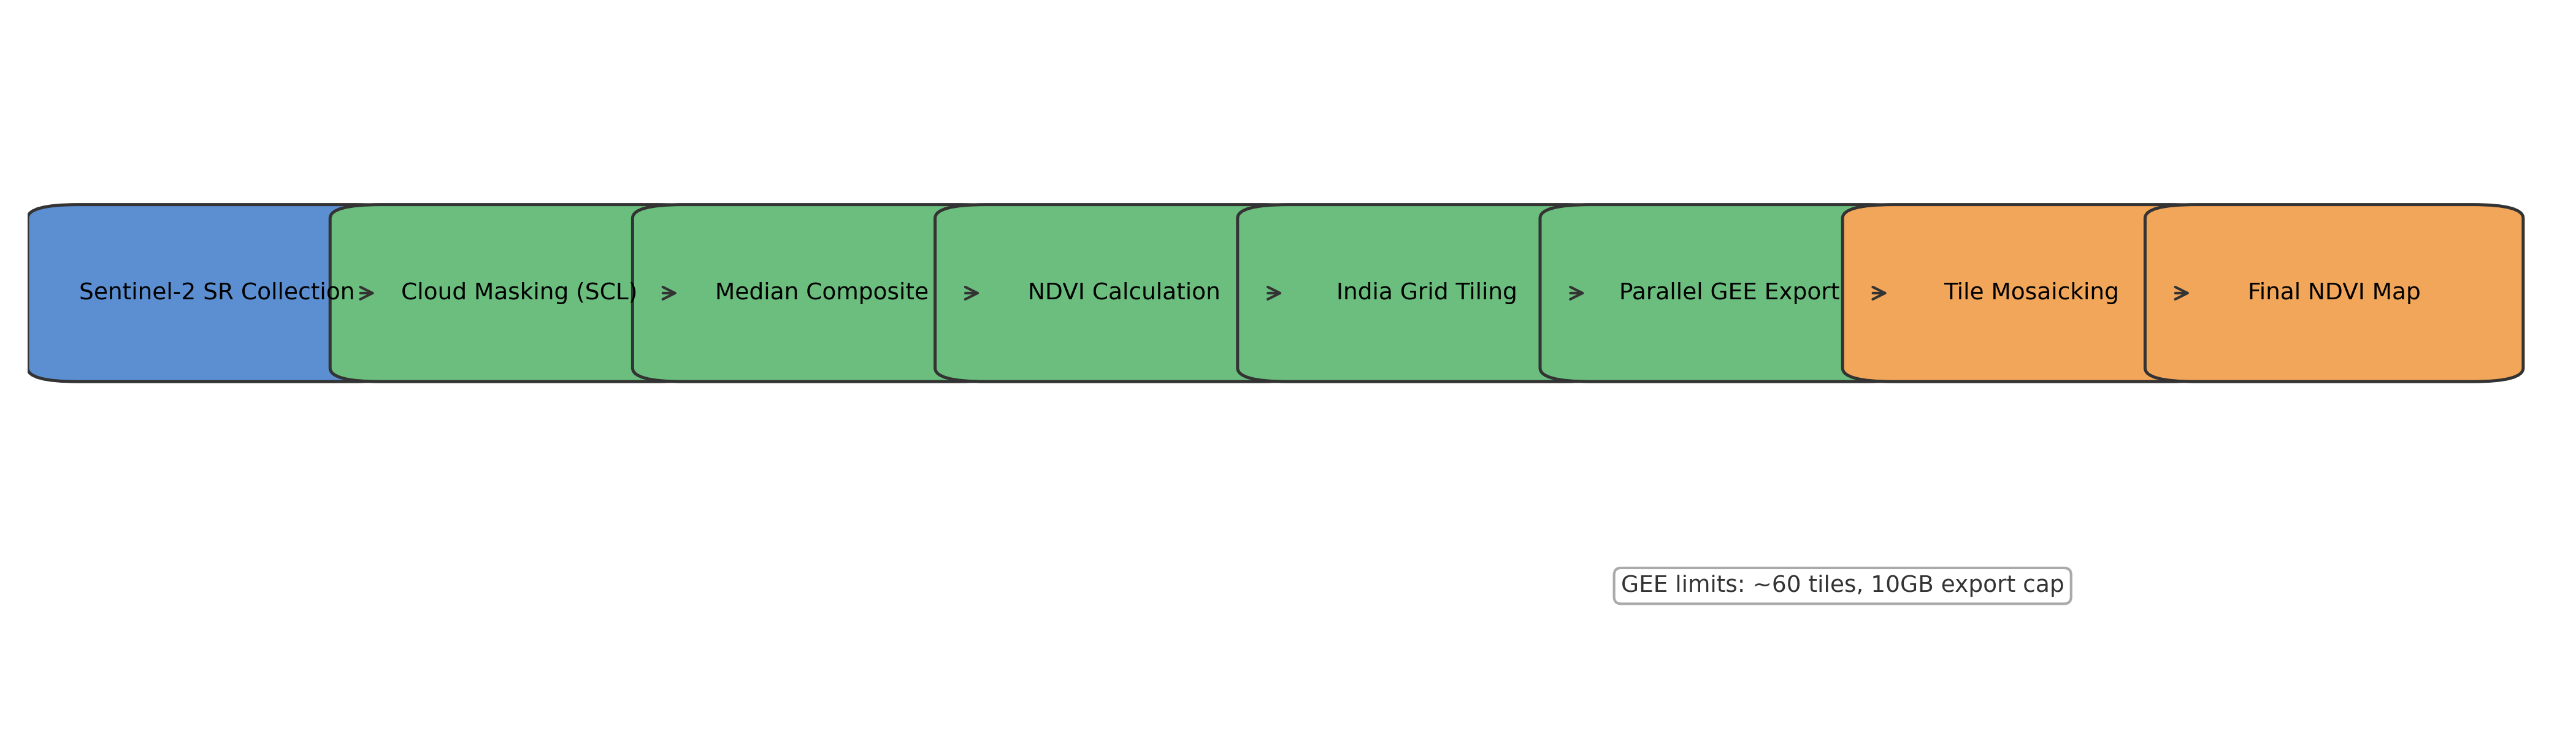 Sentinel-2 SR Collection
Cloud Masking (SCL)
Median Composite
NDVI Calculation
India Grid Tiling
Parallel GEE Export
Tile Mosaicking
Final NDVI Map
GEE limits: ~60 tiles, 10GB export cap